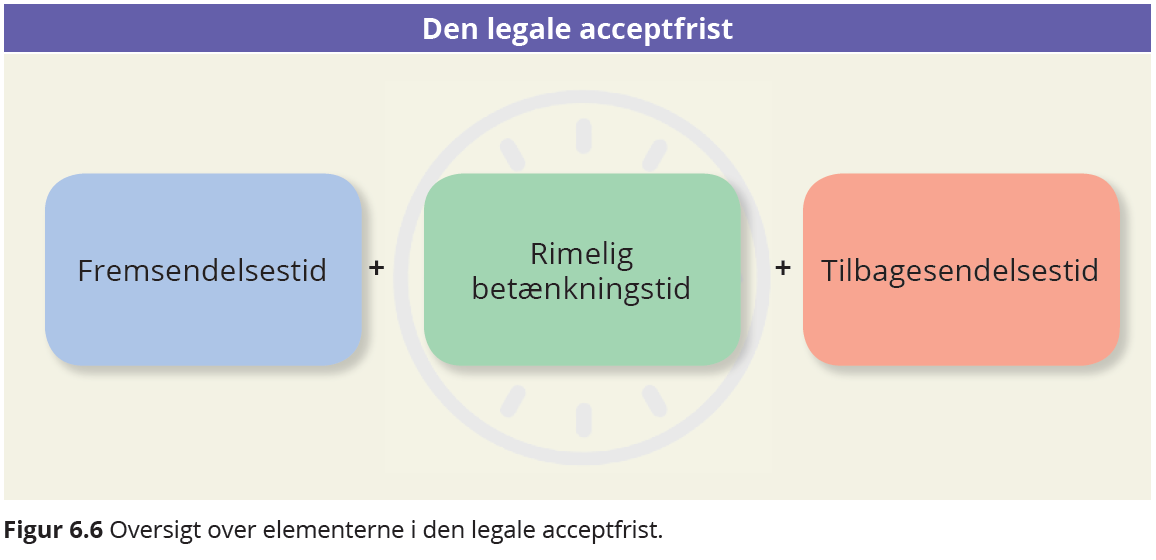 Den legale acceptfrist
Fremsendelsestid
+
Rimelig
betænkningstid
+
Tilbagesendelsestid
Figur 6.6 Oversigt over elementerne i den legale acceptfrist.